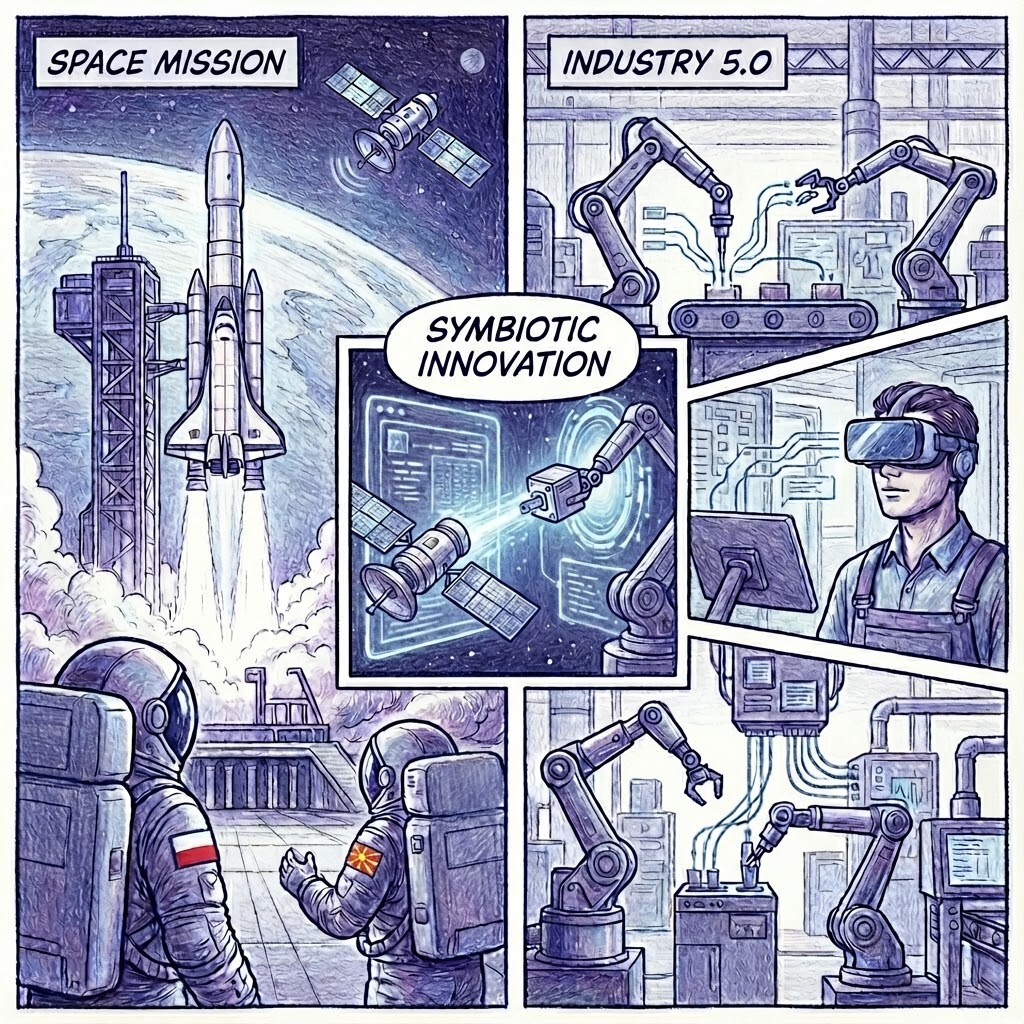 SPACE MISSION
INDUSTRY 5.0
SYMBIOTIC
INNOVATION